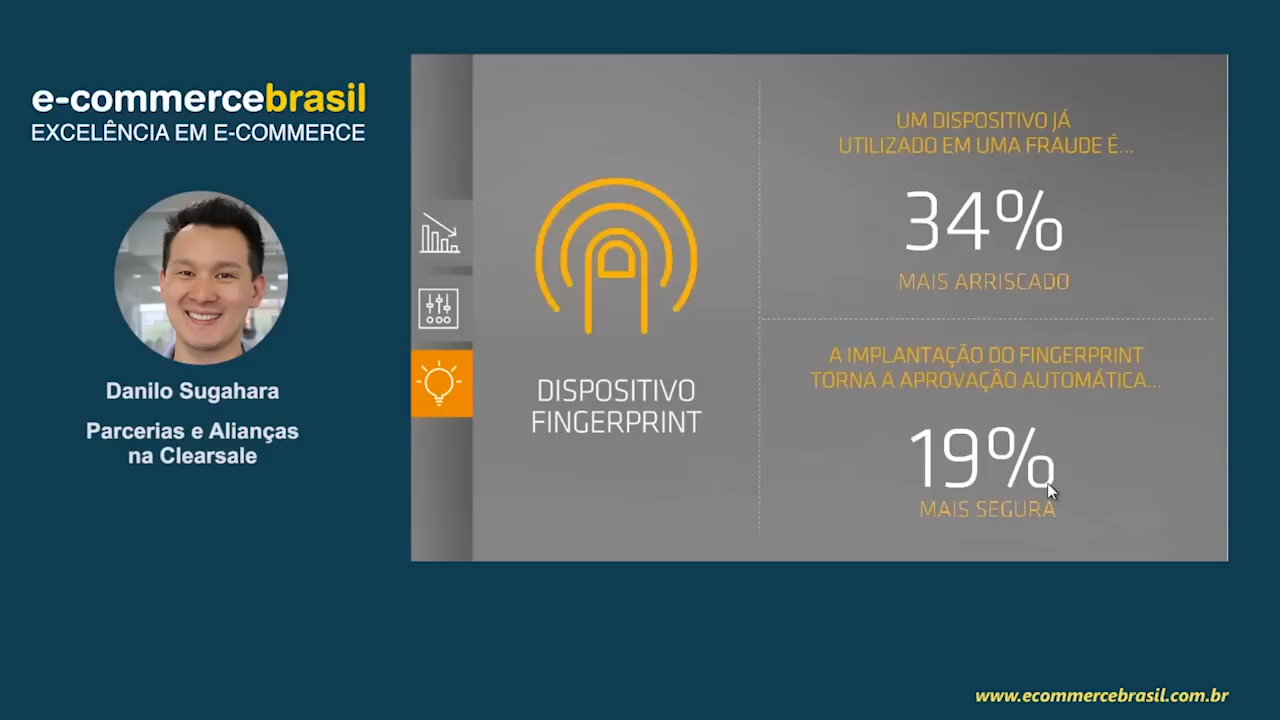 e-commercebrasil
EXCELÊNCIA EM E-COMMERCE
Danilo Sugahara
Parcerias e Alianças
na Clearsale
DISPOSITIVO
FINGERPRINT
UM DISPOSITIVO JÁ
UTILIZADO EM UMA FRAUDE É...
34%
MAIS ARRISCADO
A IMPLANTAÇÃO DO FINGERPRINT
TORNA A APROVAÇÃO AUTOMÁTICA...
19%
MAIS SEGURA
www.ecommercebrasil.com.br